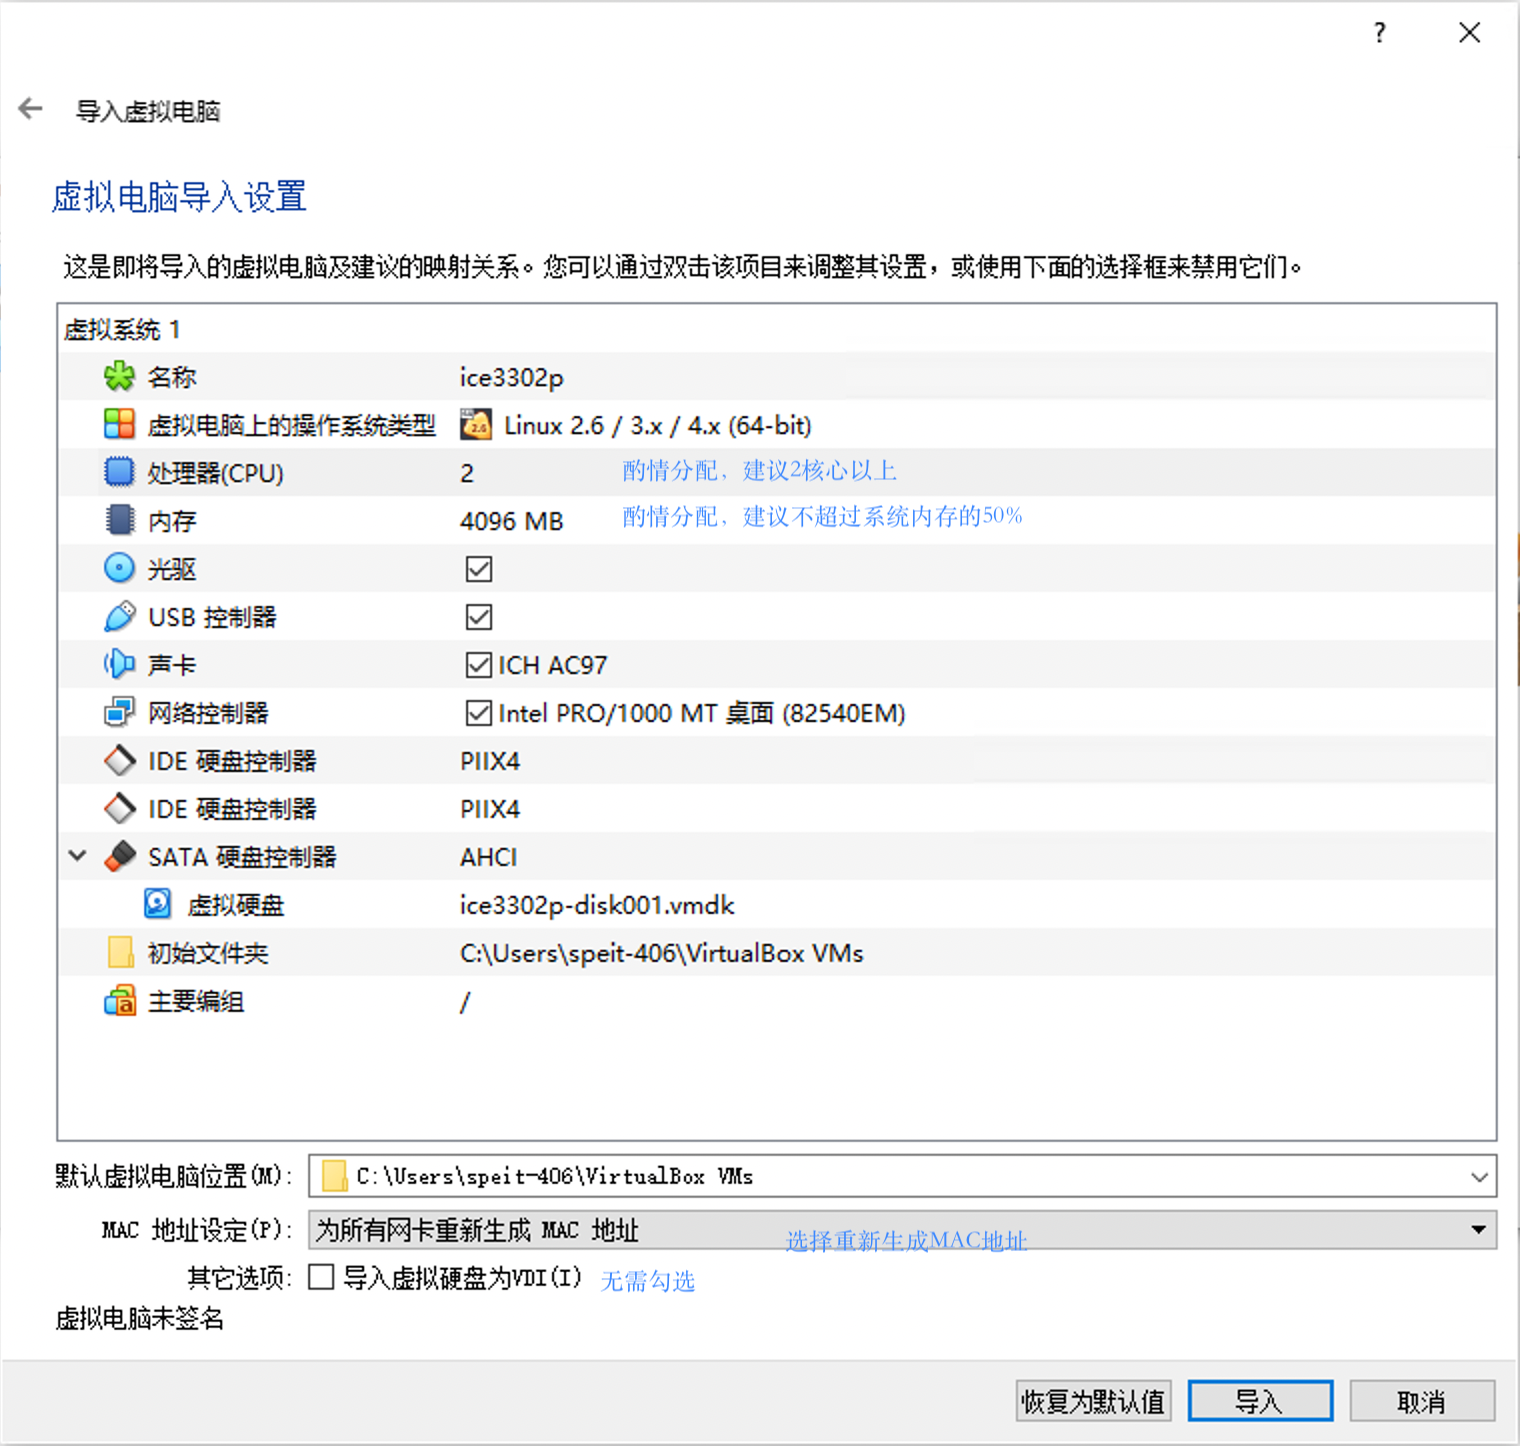 ?
导入虚拟电脑
虚拟电脑导入设置
这是即将导入的虚拟电脑及建议的映射关系。您可以通过双击该项目来调整其设置，或使用下面的选择框来禁用它们。
虚拟系统 1
名称 ice3302p
虚拟电脑上的操作系统类型 Linux 2.6 / 3.x / 4.x (64-bit)
处理器(CPU) 2 酌情分配，建议2核心以上
内存 4096 MB 酌情分配，建议不超过系统内存的50%
光驱
USB 控制器
声卡 ICH AC97
网络控制器 Intel PRO/1000 MT 桌面 (82540EM)
IDE 硬盘控制器 PIIX4
IDE 硬盘控制器 PIIX4
SATA 硬盘控制器 AHCI
虚拟硬盘 ice3302p-disk001.vmdk
初始文件夹 C:\Users\speit-406\VirtualBox VMs
主要编组 /
默认虚拟电脑位置(M): C:\Users\speit-406\VirtualBox VMs
MAC 地址设定(P): 为所有网卡重新生成 MAC 地址 选择重新生成MAC地址
其它选项: 导入虚拟硬盘为VDI(I) 无需勾选
虚拟电脑未签名
恢复为默认值 导入 取消